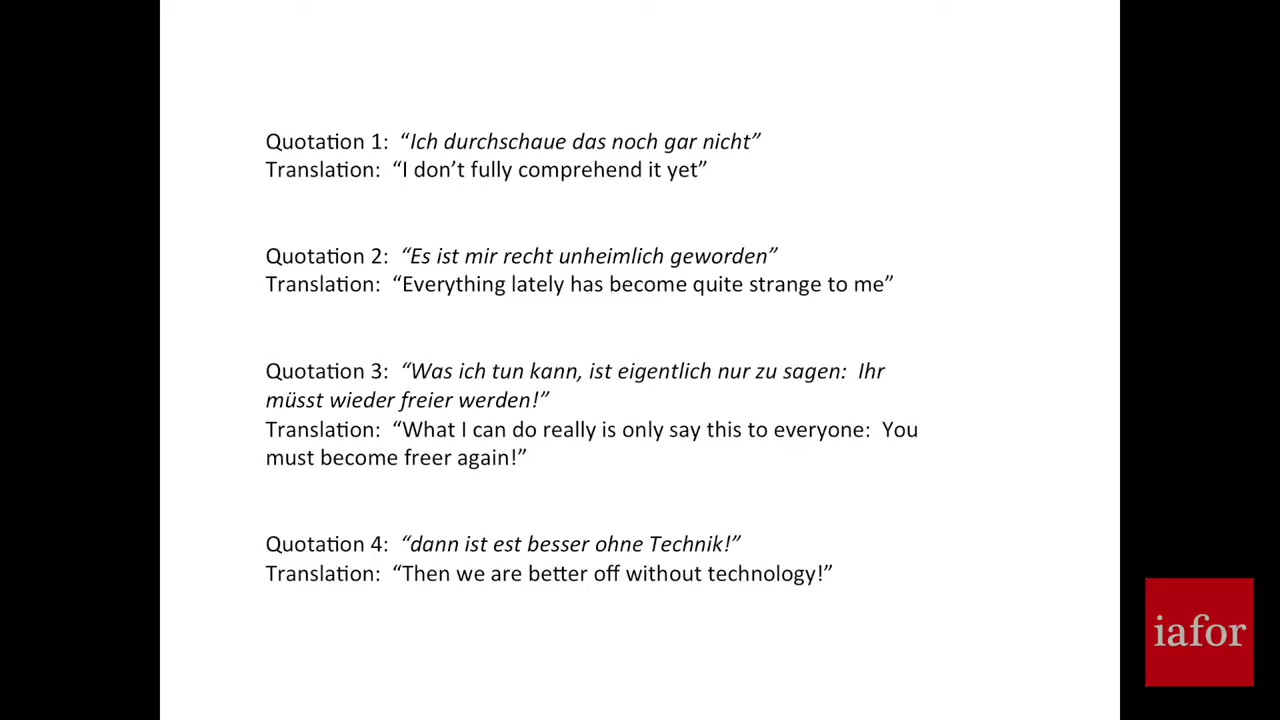 Quotation 1:  “Ich durchschaue das noch gar nicht”
Translation:  “I don’t fully comprehend it yet”
Quotation 2:  “Es ist mir recht unheimlich geworden”
Translation:  “Everything lately has become quite strange to me”
Quotation 3:  “Was ich tun kann, ist eigentlich nur zu sagen:  Ihr
müsst wieder freier werden!”
Translation:  “What I can do really is only say this to everyone:  You
must become freer again!”
Quotation 4:  “dann ist est besser ohne Technik!”
Translation:  “Then we are better off without technology!”
iafor